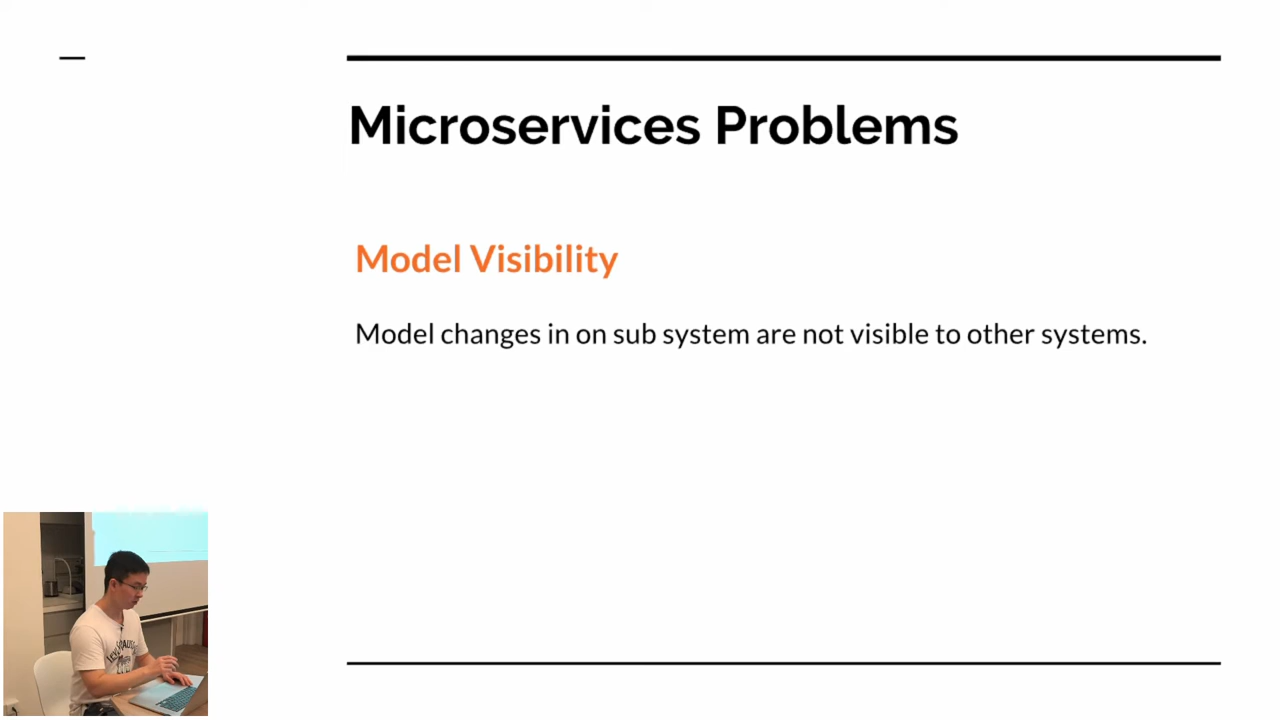 Microservices Problems
Model Visibility
Model changes in on sub system are not visible to other systems.